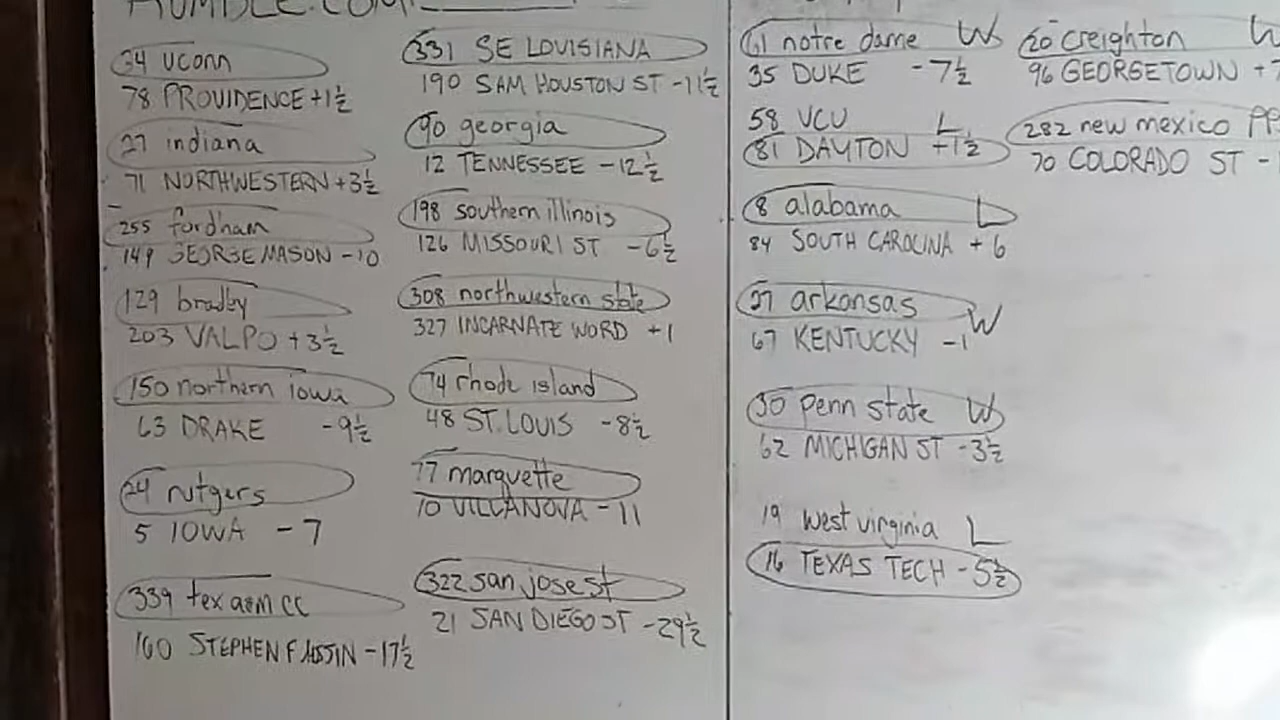 HUMBLE.COM
34 uconn
78 PROVIDENCE +1½
27 indiana
71 NORTHWESTERN +3½
255 fordham
149 GEORGE MASON -10
129 bradley
203 VALPO +3½
150 northern iowa
63 DRAKE -9½
24 rutgers
5 IOWA -7
339 tex a&m cc
160 STEPHEN F AUSTIN -17½
331 SE LOUISIANA
190 SAM HOUSTON ST -11½
90 georgia
12 TENNESSEE -12½
198 southern illinois
126 MISSOURI ST -6½
308 northwestern state
327 INCARNATE WORD +1
74 rhode island
48 ST. LOUIS -8½
77 marquette
10 VILLANOVA -11
322 san jose st
21 SAN DIEGO ST -29½
61 notre dame W
35 DUKE -7½
58 VCU L
81 DAYTON +1½
8 alabama L
84 SOUTH CAROLINA +6
37 arkansas W
67 KENTUCKY -1
30 penn state W
62 MICHIGAN ST -3½
19 west virginia L
16 TEXAS TECH -5½
20 creighton
96 GEORGETOWN +7
282 new mexico PP
70 COLORADO ST -